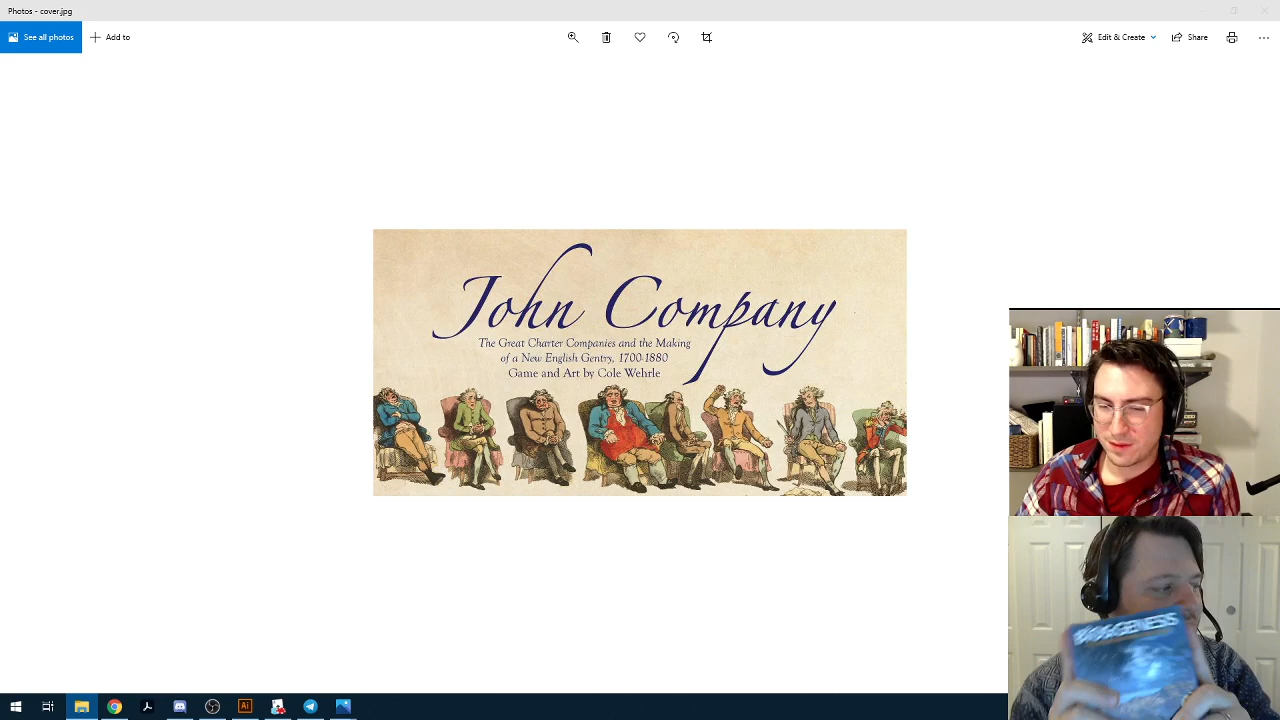 Photos - cover.jpg
See all photos
Add to
Edit & Create
Share
John Company
The Great Charter Companies and the Making
of a New English Gentry, 1700-1880
Game and Art by Cole Wehrle
Ai